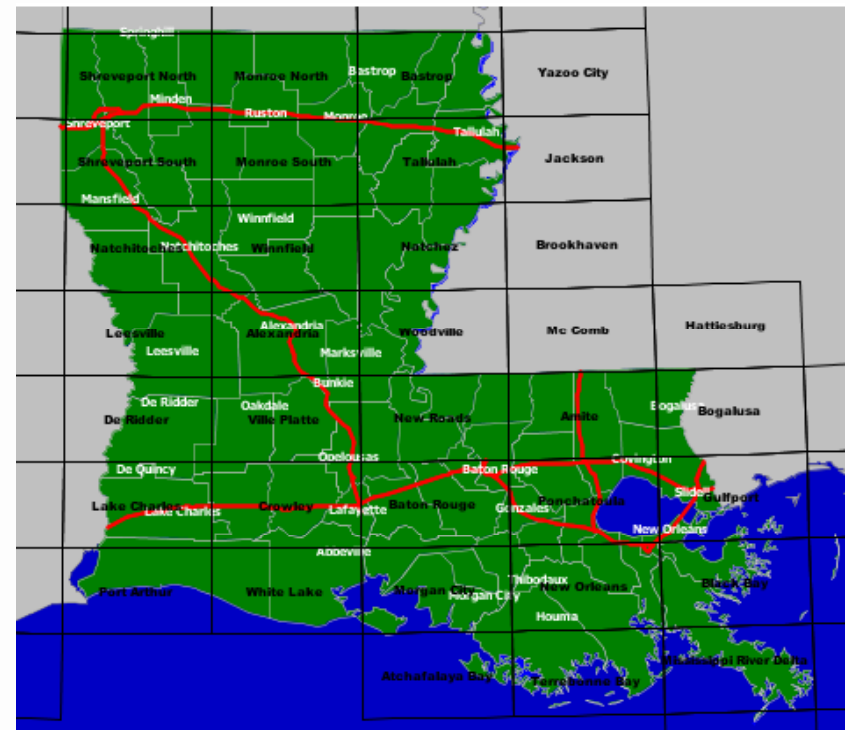 Springhill
Shreveport North
Monroe North
Bastrop
Bastrop
Yazoo City
Minden
Ruston
Monroe
Shreveport
Tallulah
Shreveport South
Monroe South
Tallulah
Jackson
Mansfield
Winnfield
Natchitoches
Natchitoches
Winnfield
Natchez
Brookhaven
Leesville
Alexandria
Alexandria
Woodville
Mc Comb
Hattiesburg
Leesville
Marksville
Bunkie
De Ridder
Oakdale
Bogalusa
Bogalusa
De Ridder
Ville Platte
New Roads
Amite
Opelousas
Covington
De Quincy
Baton Rouge
Lake Charles
Crowley
Baton Rouge
Ponchatoula
Slidell
Gulfport
Lake Charles
Lafayette
Gonzales
New Orleans
Abbeville
Port Arthur
White Lake
Morgan City
Thibodaux
New Orleans
Black Bay
Morgan City
Houma
Mississippi River Delta
Atchafalaya Bay
Terrebonne Bay